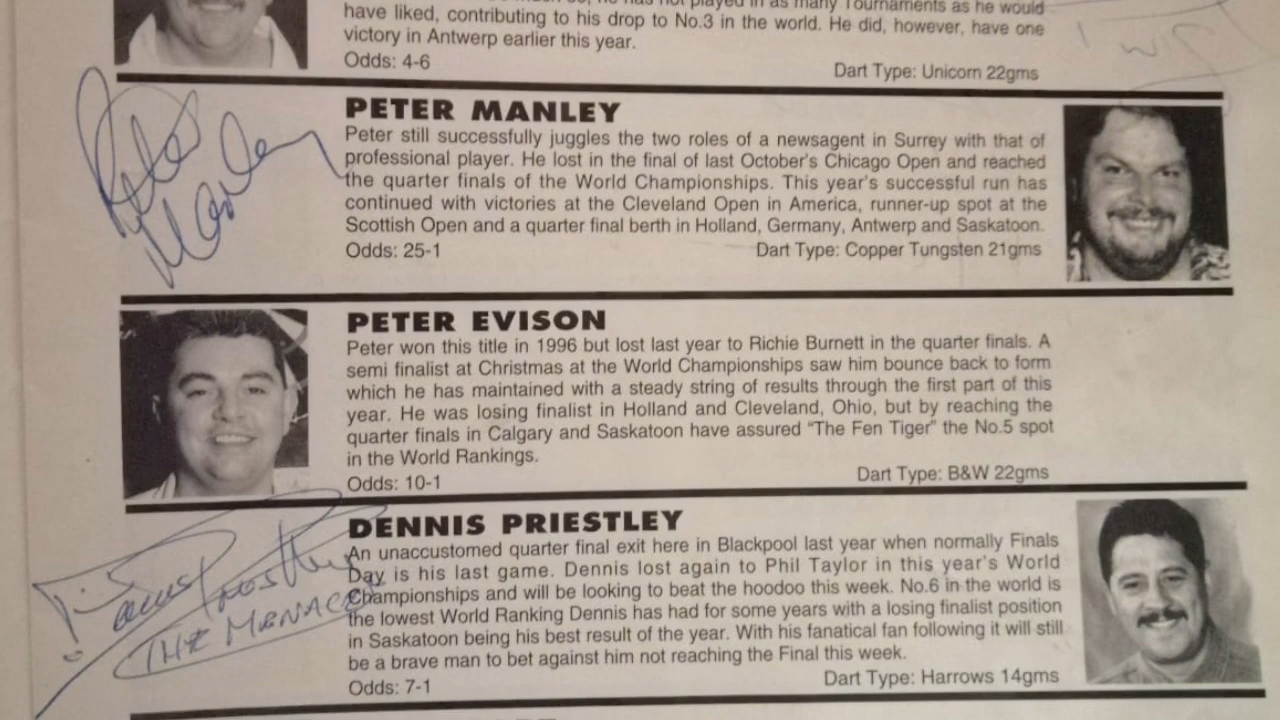 played in as many Tournaments as he would
have liked, contributing to his drop to No.3 in the world. He did, however, have one
victory in Antwerp earlier this year.
Odds: 4-6
Dart Type: Unicorn 22gms
PETER MANLEY
Peter still successfully juggles the two roles of a newsagent in Surrey with that of
professional player. He lost in the final of last October's Chicago Open and reached
the quarter finals of the World Championships. This year's successful run has
continued with victories at the Cleveland Open in America, runner-up spot at the
Scottish Open and a quarter final berth in Holland, Germany, Antwerp and Saskatoon.
Odds: 25-1
Dart Type: Copper Tungsten 21gms
Peter
Manley
PETER EVISON
Peter won this title in 1996 but lost last year to Richie Burnett in the quarter finals. A
semi finalist at Christmas at the World Championships saw him bounce back to form
which he has maintained with a steady string of results through the first part of this
year. He was losing finalist in Holland and Cleveland, Ohio, but by reaching the
quarter finals in Calgary and Saskatoon have assured "The Fen Tiger" the No.5 spot
in the World Rankings.
Odds: 10-1
Dart Type: B&W 22gms
DENNIS PRIESTLEY
An unaccustomed quarter final exit here in Blackpool last year when normally Finals
Day is his last game. Dennis lost again to Phil Taylor in this year's World
Championships and will be looking to beat the hoodoo this week. No.6 in the world is
the lowest World Ranking Dennis has had for some years with a losing finalist position
in Saskatoon being his best result of the year. With his fanatical fan following it will still
be a brave man to bet against him not reaching the Final this week.
Odds: 7-1
Dart Type: Harrows 14gms
Dennis Priestley
THE MENACE